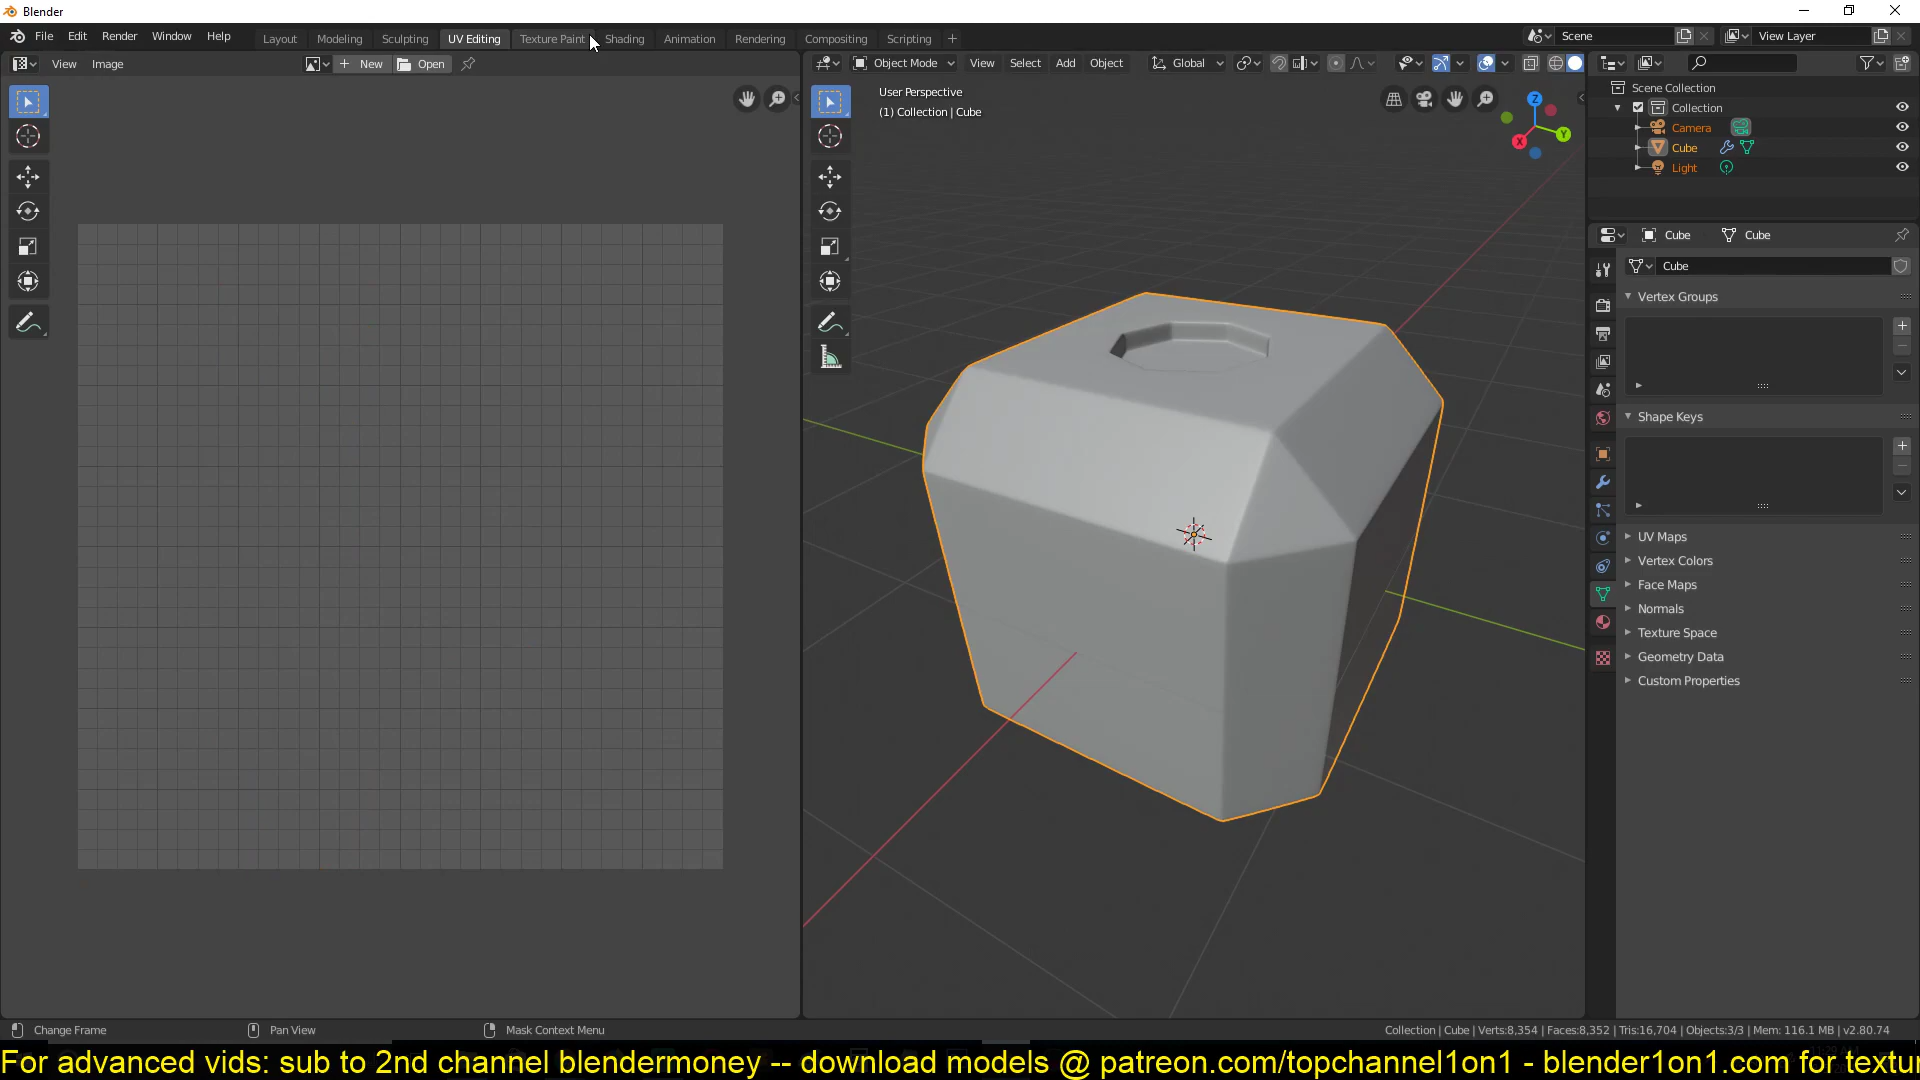 Blender
File Edit Render Window Help Layout Modeling Sculpting UV Editing Texture Paint Shading Animation Rendering Compositing Scripting Scene View Layer
View Image New Open Object Mode View Select Add Object Global
User Perspective
(1) Collection | Cube
Z
Y
X
Scene Collection
Collection
Camera
Cube
Light
Cube Cube
Cube
Vertex Groups
Shape Keys
UV Maps
Vertex Colors
Face Maps
Normals
Texture Space
Geometry Data
Custom Properties
Change Frame Pan View Mask Context Menu Collection | Cube | Verts:8,354 | Faces:8,352 | Tris:16,704 | Objects:3/3 | Mem: 116.1 MB | v2.80.74
For advanced vids: sub to 2nd channel blendermoney -- download models @ patreon.com/topchannel1on1 - blender1on1.com for textur